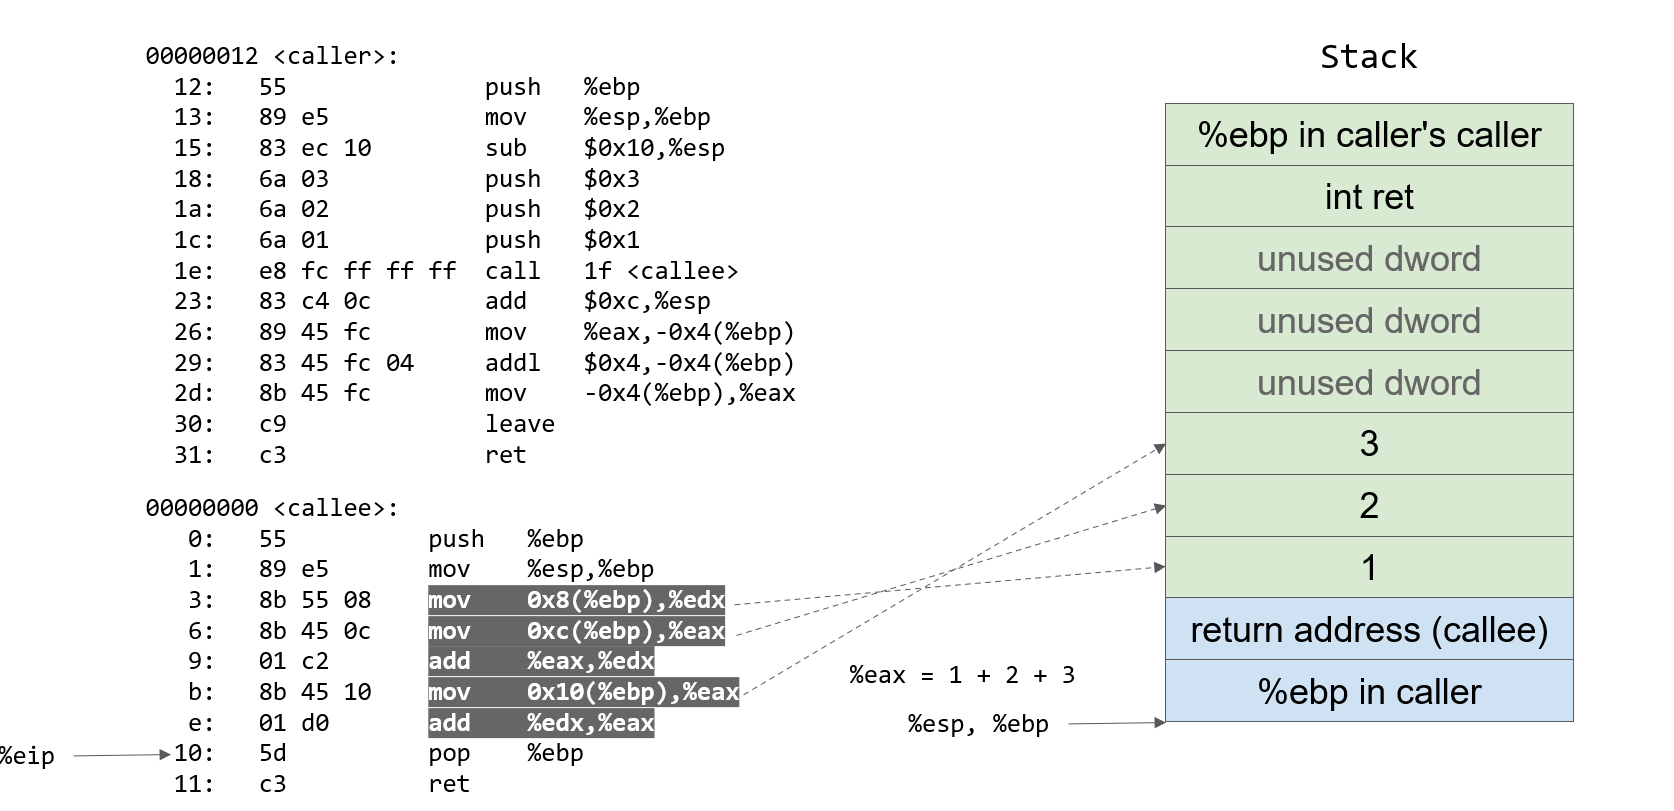 00000012 <caller>:
12: 55 push %ebp
13: 89 e5 mov %esp,%ebp
15: 83 ec 10 sub $0x10,%esp
18: 6a 03 push $0x3
1a: 6a 02 push $0x2
1c: 6a 01 push $0x1
1e: e8 fc ff ff ff call 1f <callee>
23: 83 c4 0c add $0xc,%esp
26: 89 45 fc mov %eax,-0x4(%ebp)
29: 83 45 fc 04 addl $0x4,-0x4(%ebp)
2d: 8b 45 fc mov -0x4(%ebp),%eax
30: c9 leave
31: c3 ret
00000000 <callee>:
0: 55 push %ebp
1: 89 e5 mov %esp,%ebp
3: 8b 55 08 mov 0x8(%ebp),%edx
6: 8b 45 0c mov 0xc(%ebp),%eax
9: 01 c2 add %eax,%edx
b: 8b 45 10 mov 0x10(%ebp),%eax
e: 01 d0 add %edx,%eax
%eip
10: 5d pop %ebp
11: c3 ret
%eax = 1 + 2 + 3
%esp, %ebp
Stack
%ebp in caller's caller
int ret
unused dword
unused dword
unused dword
3
2
1
return address (callee)
%ebp in caller